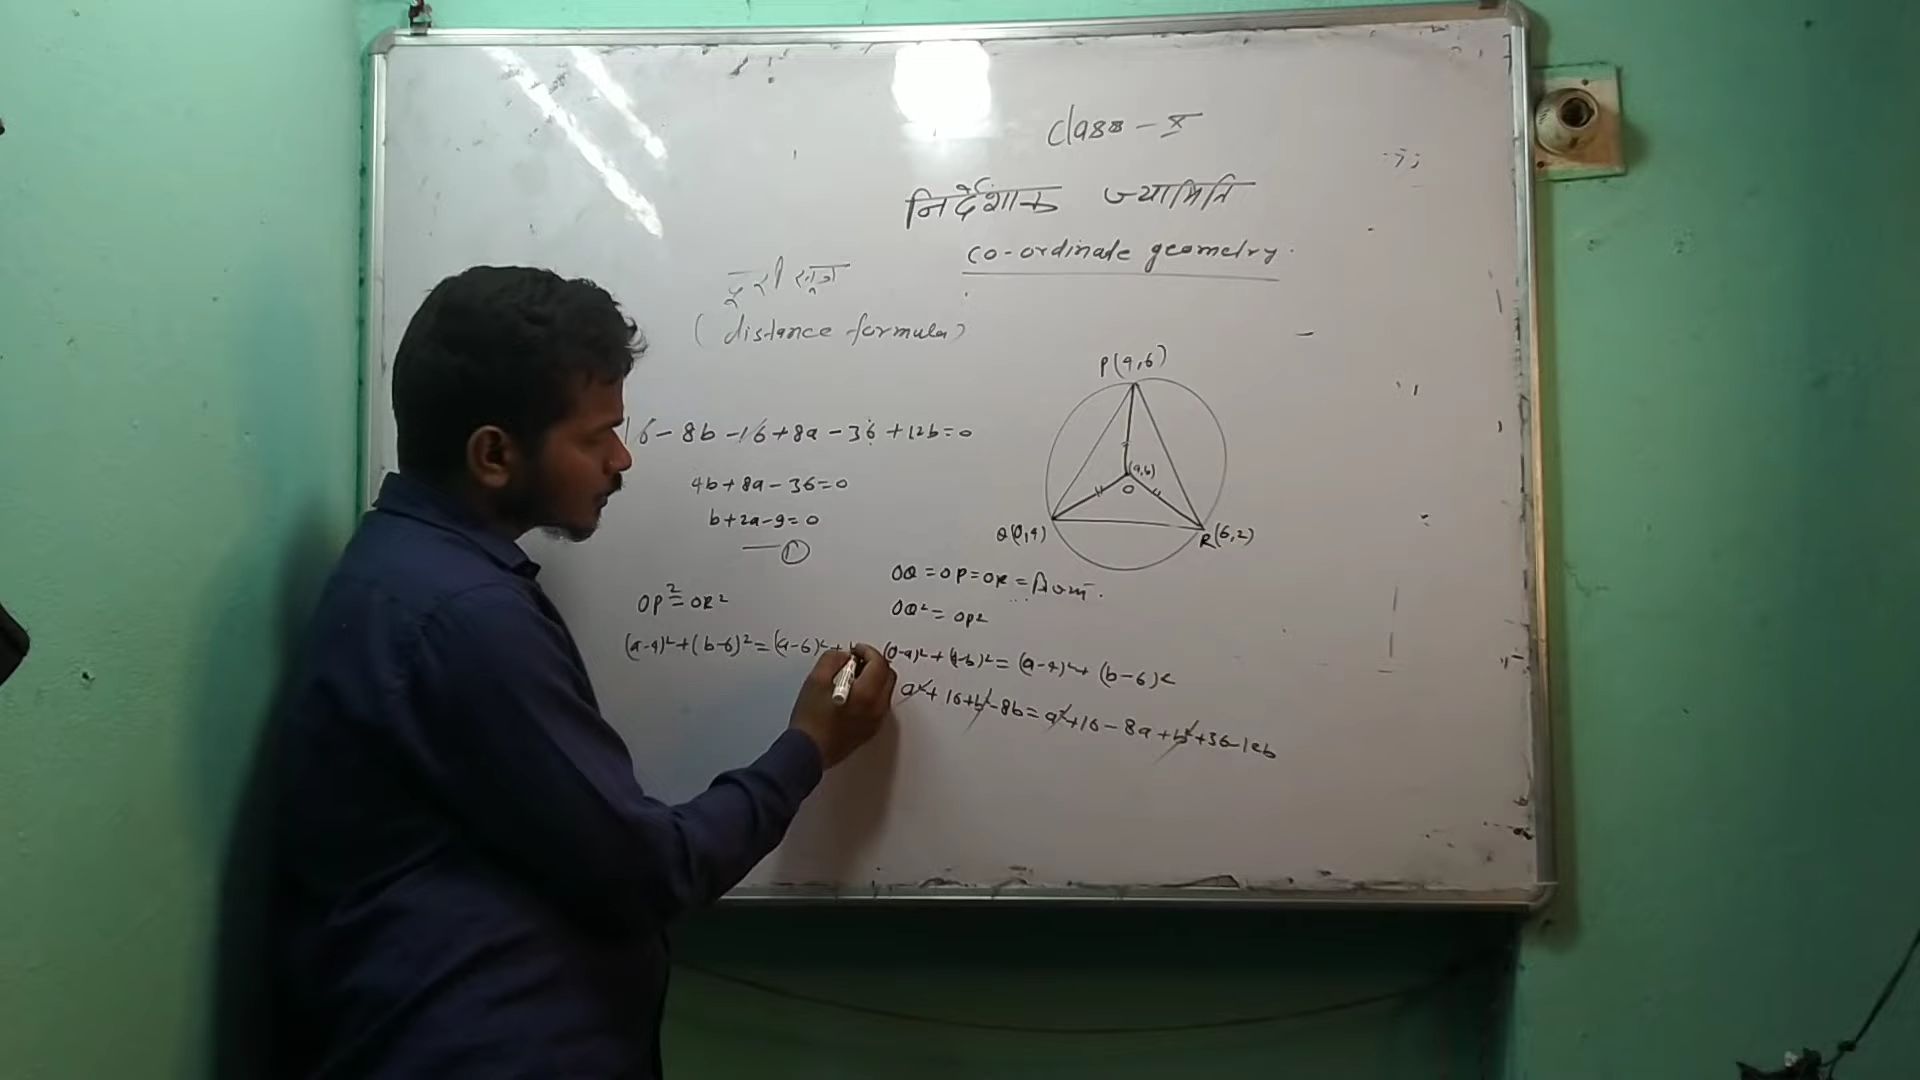 Class - X
निर्देशांक ज्यामिति
Co-ordinate geometry.
दूरी सूत्र
(distance formula)
P(4,6)
(a,b)
O
Q(0,4)
R(6,2)
16 - 8b - 16 + 8a - 36 + 12b = 0
4b + 8a - 36 = 0
b + 2a - 9 = 0
OQ = OP = OR =
OQ² = OP²
(0-a)² + (4-b)² = (a-4)² + (b-6)²
a² + 16 + b² - 8b = a² + 16 - 8a + b² + 36 - 12b
OP² = OR²
(a-4)² + (b-6)² = (a-6)² +